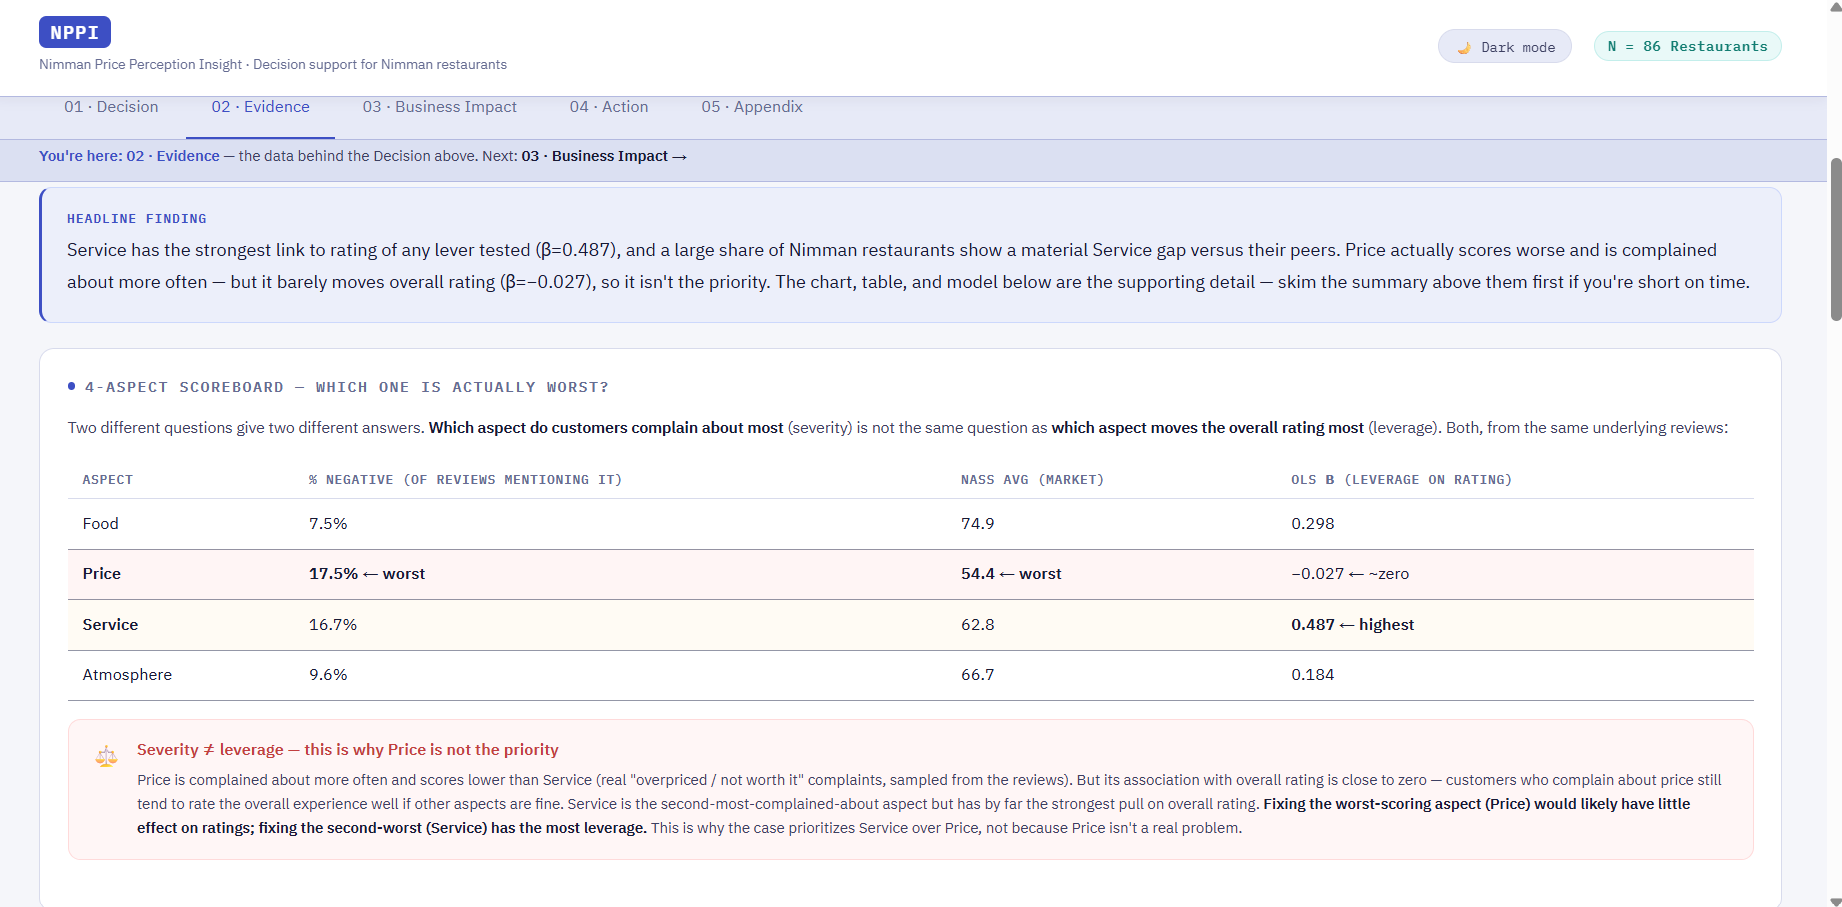 NPPI
Nimman Price Perception Insight · Decision support for Nimman restaurants
🌙 Dark mode
N = 86 Restaurants
01 · Decision
02 · Evidence
03 · Business Impact
04 · Action
05 · Appendix
You're here: 02 · Evidence — the data behind the Decision above. Next: 03 · Business Impact →
HEADLINE FINDING
Service has the strongest link to rating of any lever tested (β=0.487), and a large share of Nimman restaurants show a material Service gap versus their peers. Price actually scores worse and is complained
about more often — but it barely moves overall rating (β=−0.027), so it isn't the priority. The chart, table, and model below are the supporting detail — skim the summary above them first if you're short on time.
4-ASPECT SCOREBOARD — WHICH ONE IS ACTUALLY WORST?
Two different questions give two different answers. Which aspect do customers complain about most (severity) is not the same question as which aspect moves the overall rating most (leverage). Both, from the same underlying reviews:
ASPECT % NEGATIVE (OF REVIEWS MENTIONING IT) NASS AVG (MARKET) OLS Β (LEVERAGE ON RATING)
Food 7.5% 74.9 0.298
Price 17.5% ← worst 54.4 ← worst −0.027 ← ~zero
Service 16.7% 62.8 0.487 ← highest
Atmosphere 9.6% 66.7 0.184
⚖️ Severity ≠ leverage — this is why Price is not the priority
Price is complained about more often and scores lower than Service (real "overpriced / not worth it" complaints, sampled from the reviews). But its association with overall rating is close to zero — customers who complain about price still
tend to rate the overall experience well if other aspects are fine. Service is the second-most-complained-about aspect but has by far the strongest pull on overall rating. Fixing the worst-scoring aspect (Price) would likely have little
effect on ratings; fixing the second-worst (Service) has the most leverage. This is why the case prioritizes Service over Price, not because Price isn't a real problem.